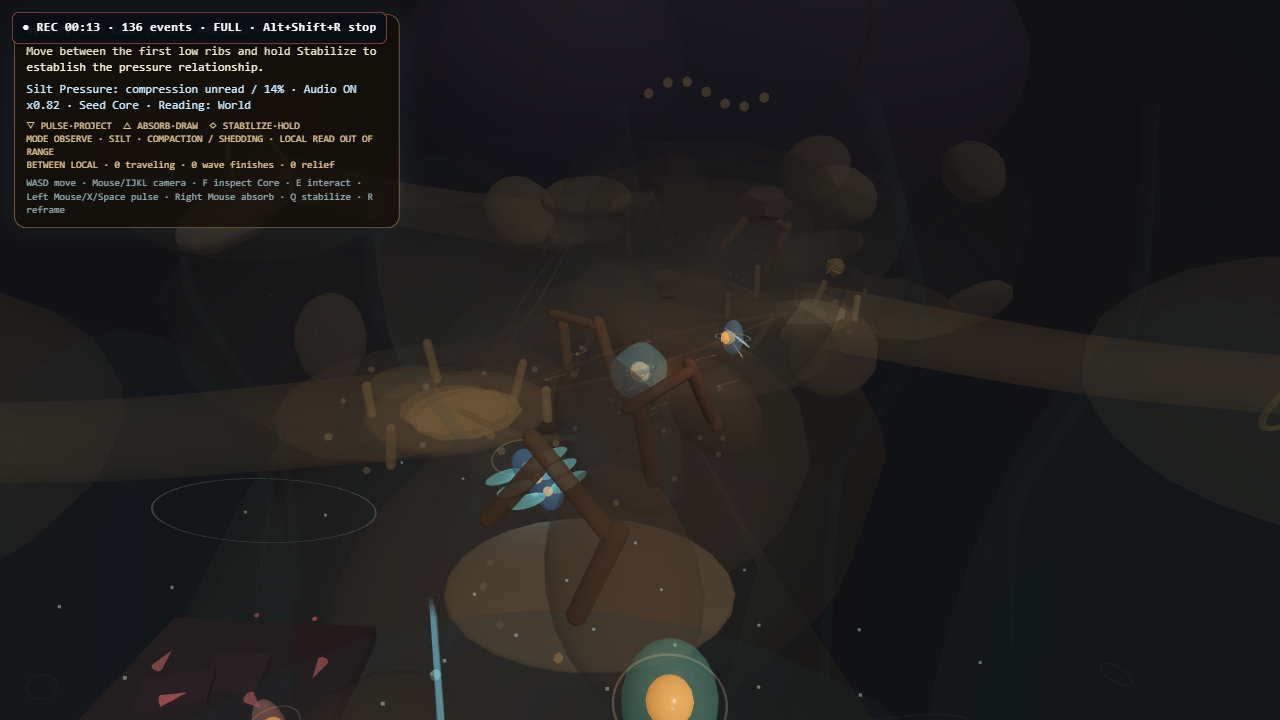 ● REC 00:13 · 136 events · FULL · Alt+Shift+R stop
Move between the first low ribs and hold Stabilize to
establish the pressure relationship.
Silt Pressure: compression unread / 14% · Audio ON
x0.82 · Seed Core · Reading: World
▽ PULSE·PROJECT △ ABSORB·DRAW ◇ STABILIZE·HOLD
MODE OBSERVE · SILT · COMPACTION / SHEDDING · LOCAL READ OUT OF
RANGE
BETWEEN LOCAL · 0 traveling · 0 wave finishes · 0 relief
WASD move · Mouse/IJKL camera · F inspect Core · E interact ·
Left Mouse/X/Space pulse · Right Mouse absorb · Q stabilize · R
reframe